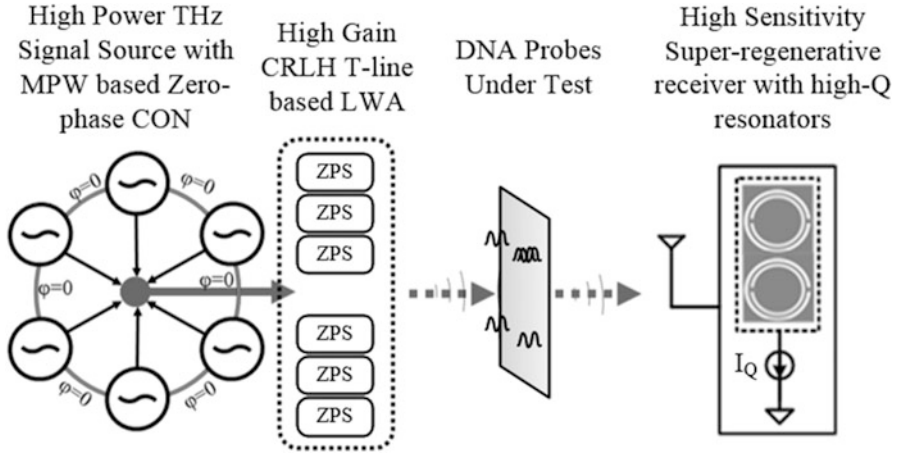 High Power THz
Signal Source with
MPW based Zero-
phase CON
High Gain
CRLH T-line
based LWA
DNA Probes
Under Test
High Sensitivity
Super-regenerative
receiver with high-Q
resonators
φ=0
φ=0
φ=0
φ=0
φ=0
φ=0
ZPS
ZPS
ZPS
ZPS
ZPS
ZPS
I_Q